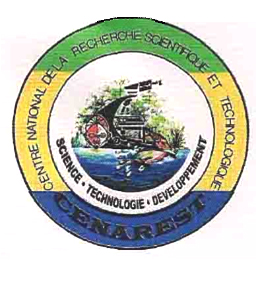 CENTRE NATIONAL DE LA RECHERCHE SCIENTIFIQUE ET TECHNOLOGIQUE
SCIENCE • TECHNOLOGIE • DEVELOPPEMENT
CENAREST